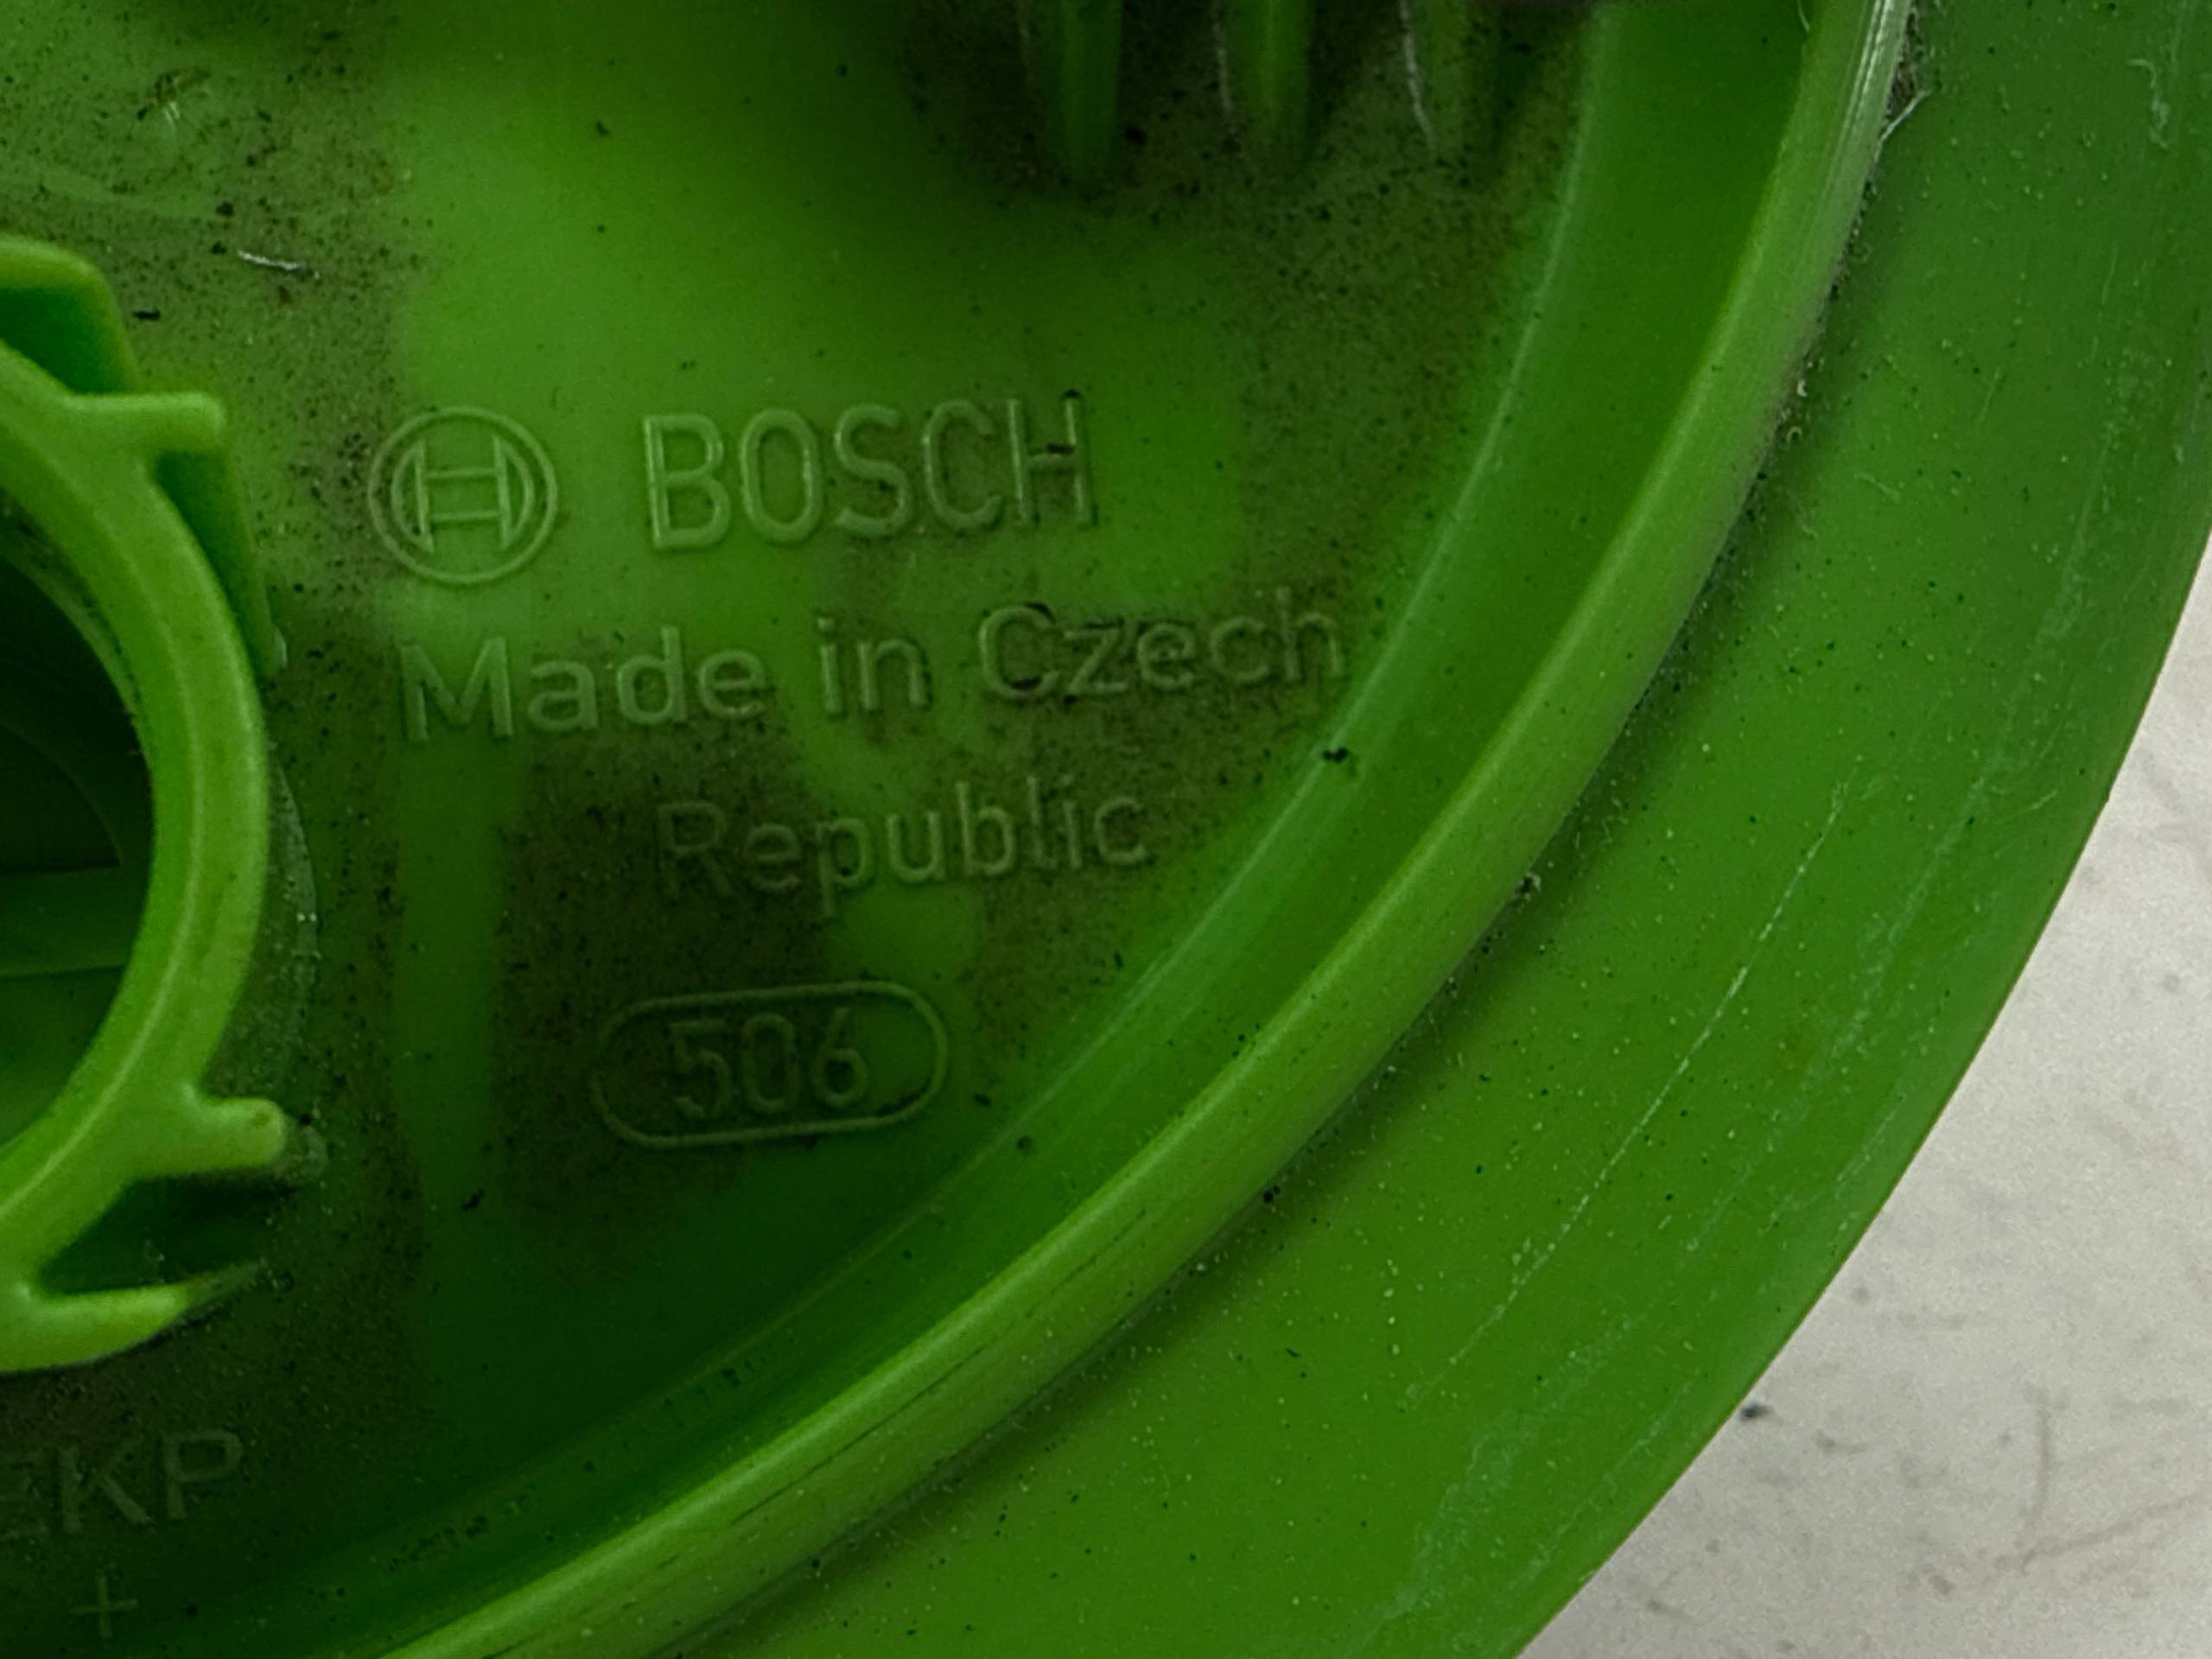 BOSCH
Made in Czech
Republic
506
EKP
+